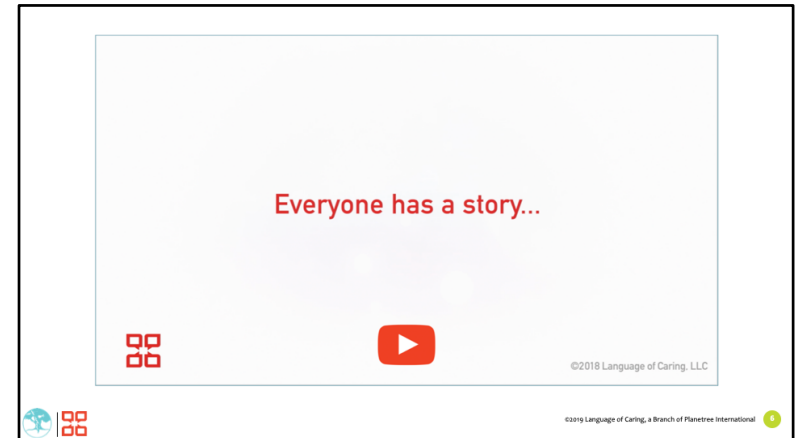 Everyone has a story...
©2018 Language of Caring, LLC
©2019 Language of Caring, a Branch of Planetree International
6